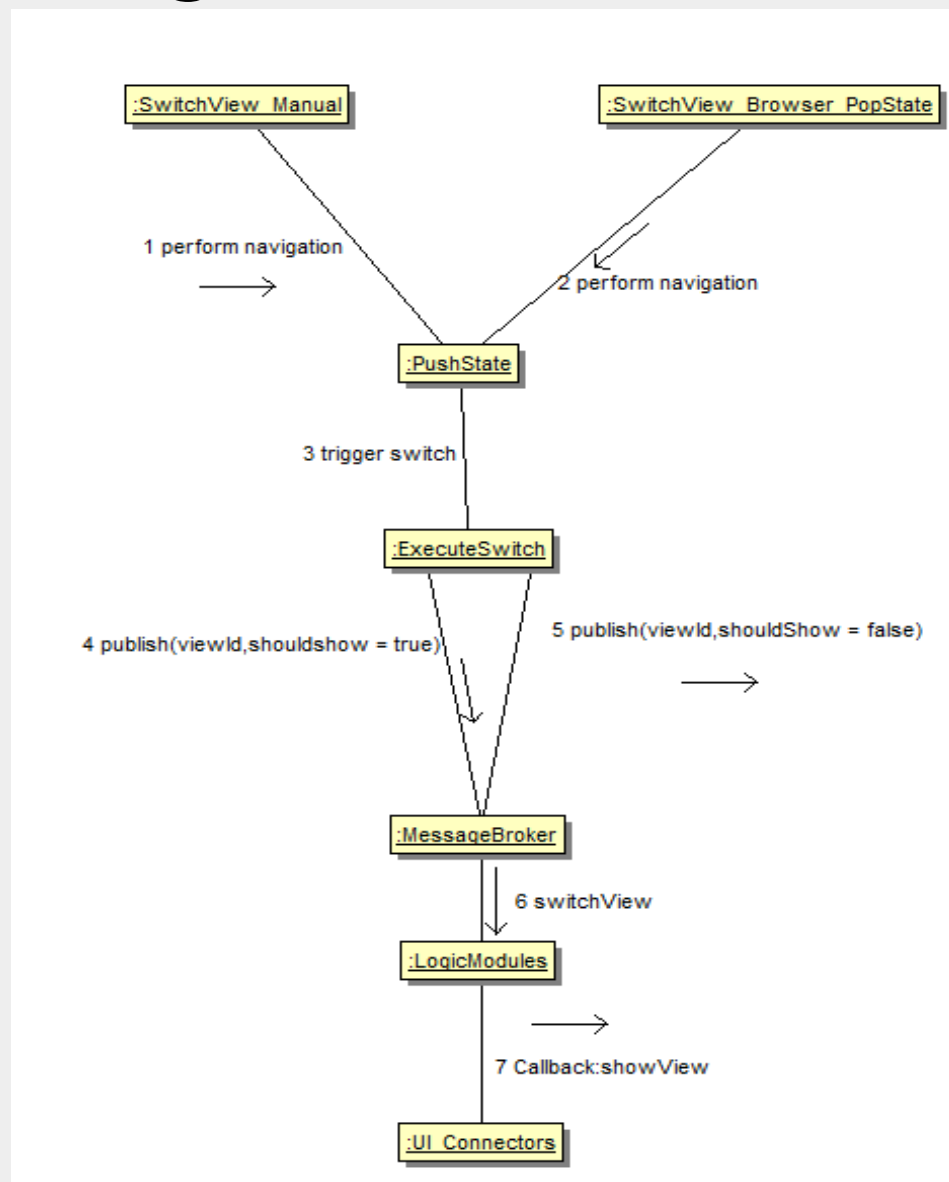 :SwitchView_Manual
:SwitchView_Browser_PopState
1 perform navigation
2 perform navigation
:PushState
3 trigger switch
:ExecuteSwitch
4 publish(viewId,shouldshow = true)
5 publish(viewId,shouldShow = false)
:MessageBroker
6 switchView
:LogicModules
7 Callback:showView
:UI_Connectors